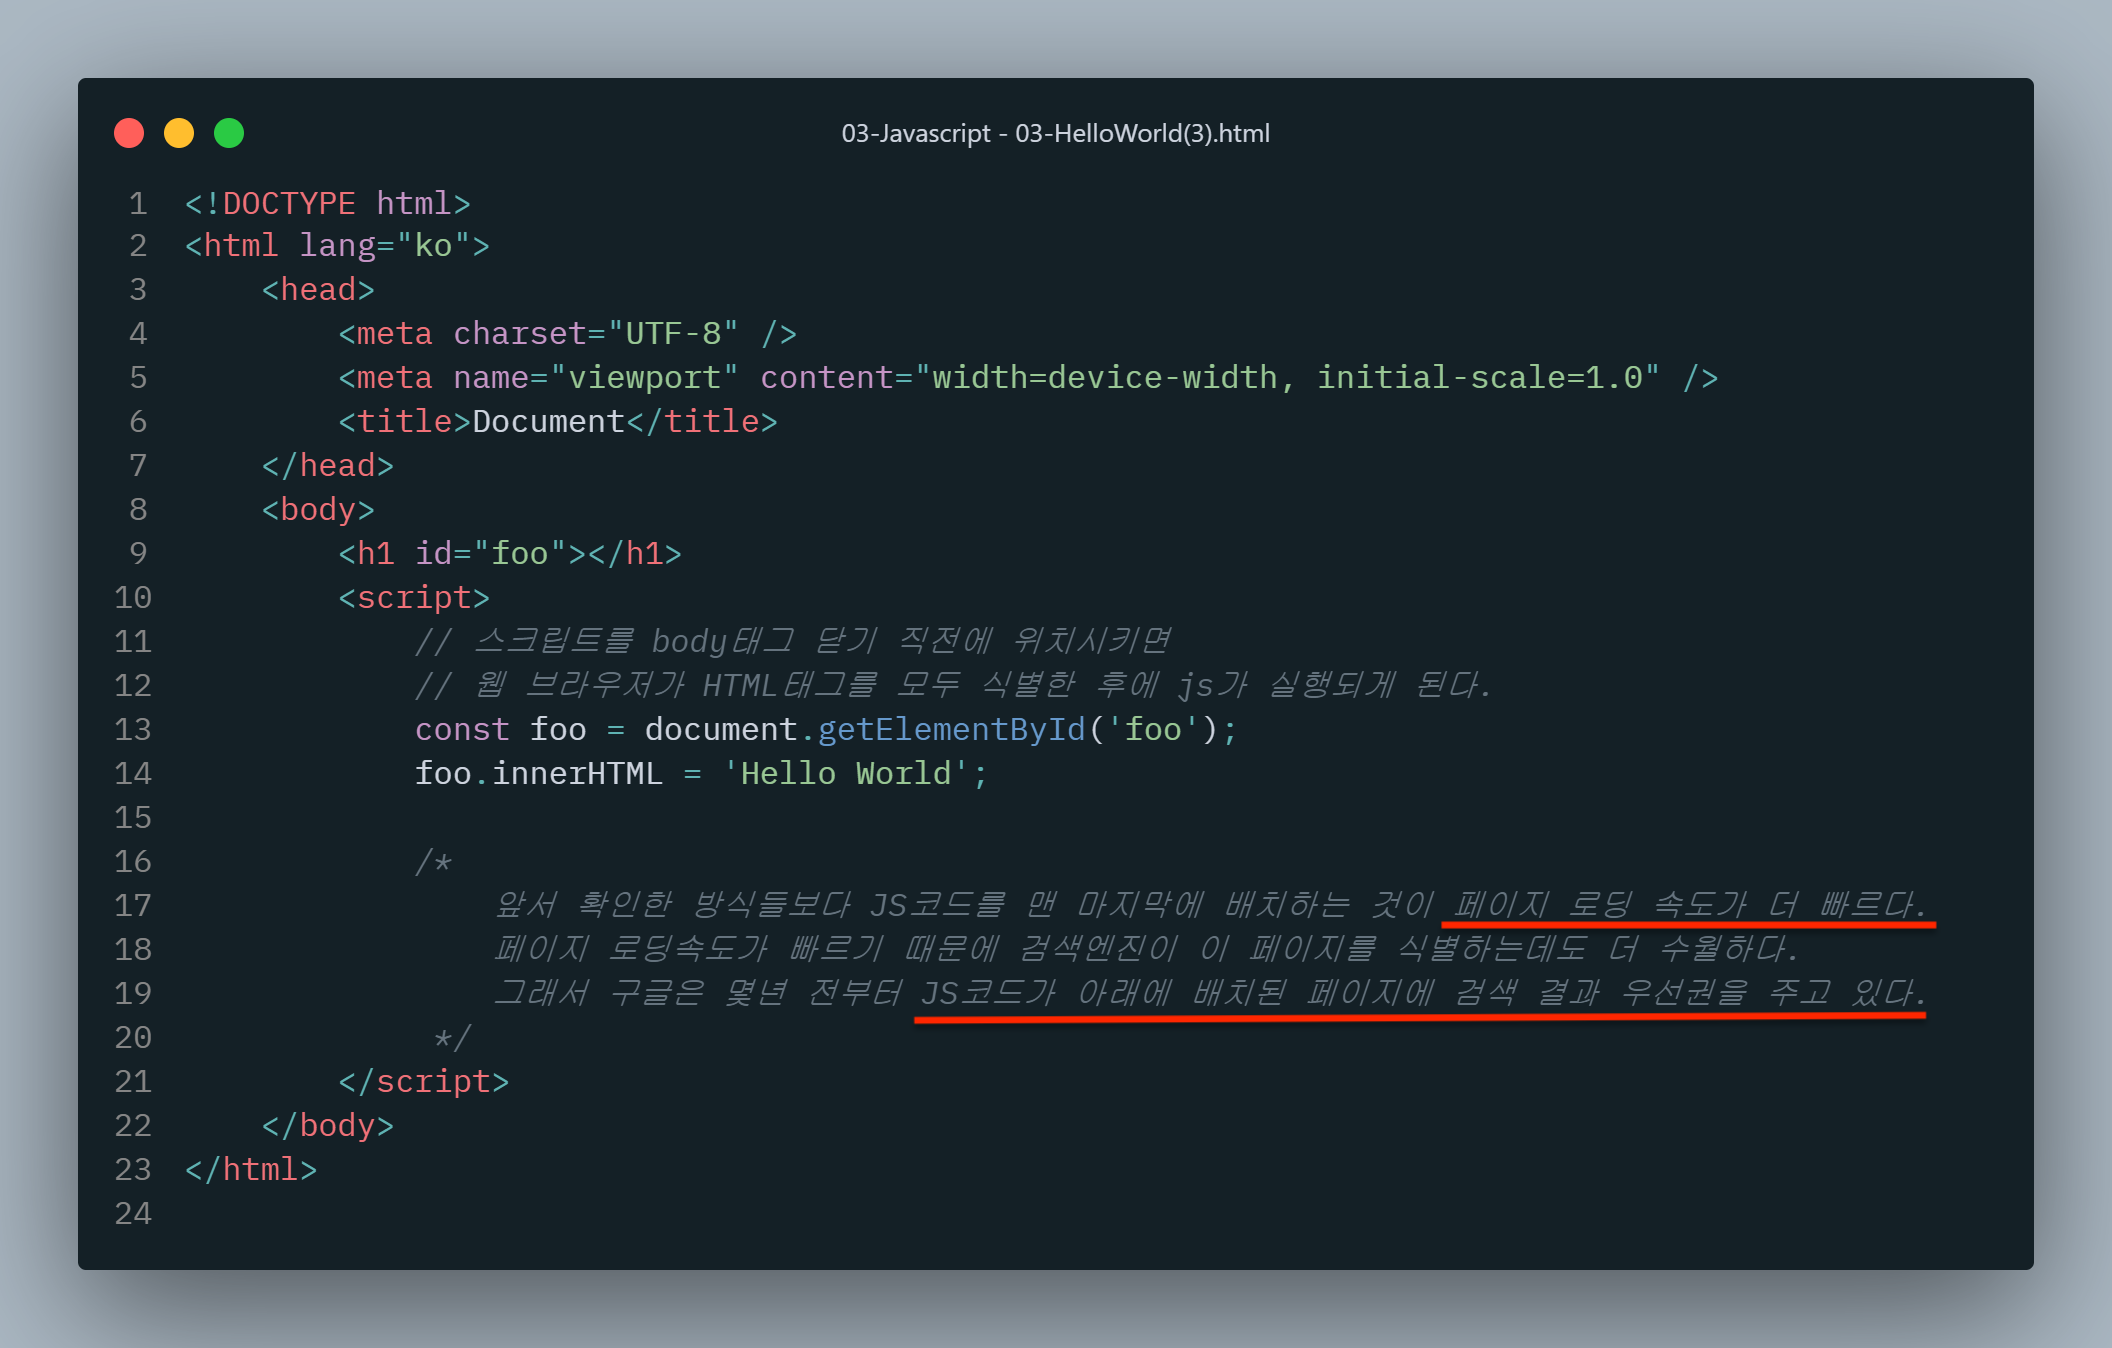 03-Javascript - 03-HelloWorld(3).html
1 <!DOCTYPE html>
2 <html lang="ko">
3     <head>
4         <meta charset="UTF-8" />
5         <meta name="viewport" content="width=device-width, initial-scale=1.0" />
6         <title>Document</title>
7     </head>
8     <body>
9         <h1 id="foo"></h1>
10         <script>
11             // 스크립트를 body태그 닫기 직전에 위치시키면
12             // 웹 브라우저가 HTML태그를 모두 식별한 후에 js가 실행되게 된다.
13             const foo = document.getElementById('foo');
14             foo.innerHTML = 'Hello World';
15
16             /*
17                 앞서 확인한 방식들보다 JS코드를 맨 마지막에 배치하는 것이 페이지 로딩 속도가 더 빠르다.
18                 페이지 로딩속도가 빠르기 때문에 검색엔진이 이 페이지를 식별하는데도 더 수월하다.
19                 그래서 구글은 몇년 전부터 JS코드가 아래에 배치된 페이지에 검색 결과 우선권을 주고 있다.
20              */
21         </script>
22     </body>
23 </html>
24